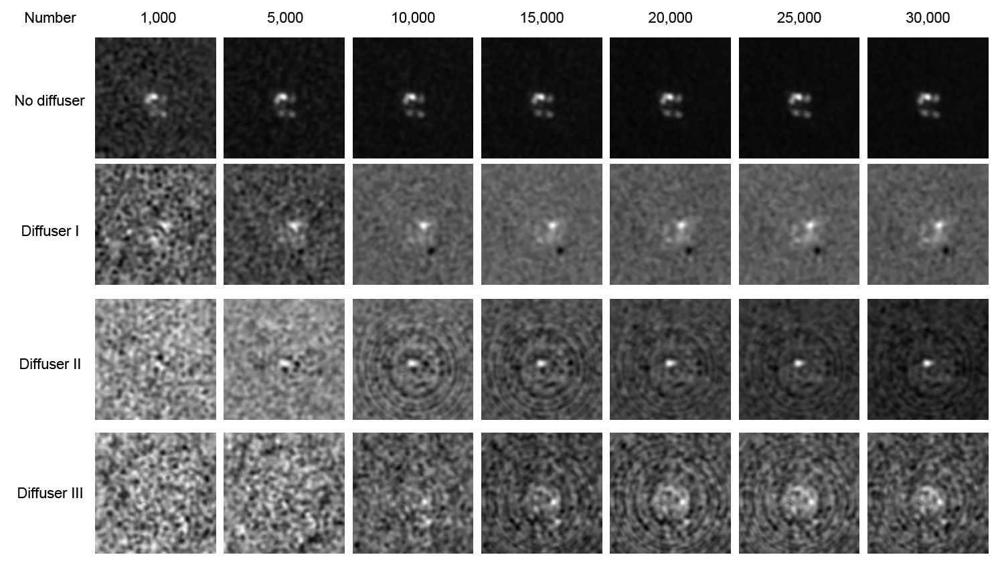 Number 1,000 5,000 10,000 15,000 20,000 25,000 30,000
No diffuser
Diffuser I
Diffuser II
Diffuser III